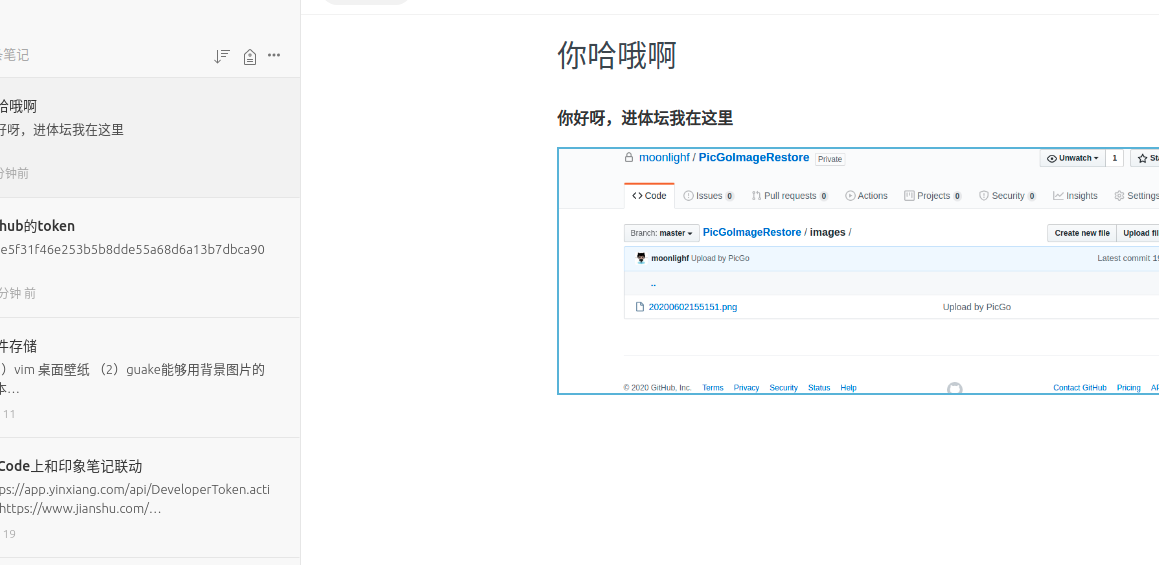 笔记
哈哦啊
好呀，进体坛我在这里
分钟前
hub的token
e5f31f46e253b5b8dde55a68d6a13b7dbca90
分钟 前
件存储
）vim 桌面壁纸 （2）guake能够用背景图片的
本…
11
Code上和印象笔记联动
ps://app.yinxiang.com/api/DeveloperToken.acti
https://www.jianshu.com/…
19
你哈哦啊
你好呀，进体坛我在这里
moonlighf / PicGoImageRestore Private Unwatch 1
Code Issues 0 Pull requests 0 Actions Projects 0 Security 0 Insights Settings
Branch: master PicGoImageRestore / images / Create new file Upload
moonlighf Upload by PicGo Latest commit
..
20200602155151.png Upload by PicGo
© 2020 GitHub, Inc. Terms Privacy Security Status Help Contact GitHub Pricing